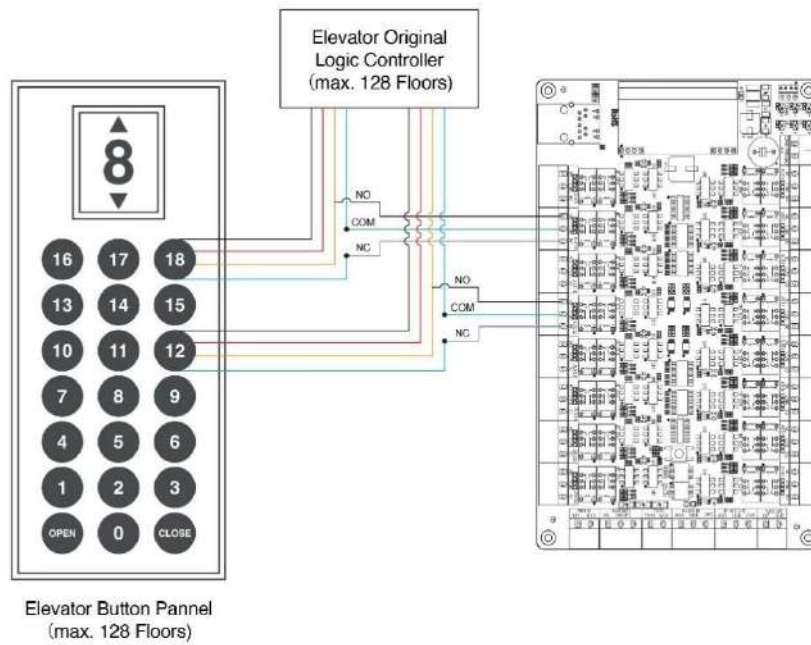 Elevator Original
Logic Controller
(max. 128 Floors)
8
NO
COM
NC
NO
COM
NC
16 17 18
13 14 15
10 11 12
7 8 9
4 5 6
1 2 3
OPEN 0 CLOSE
Elevator Button Pannel
(max. 128 Floors)